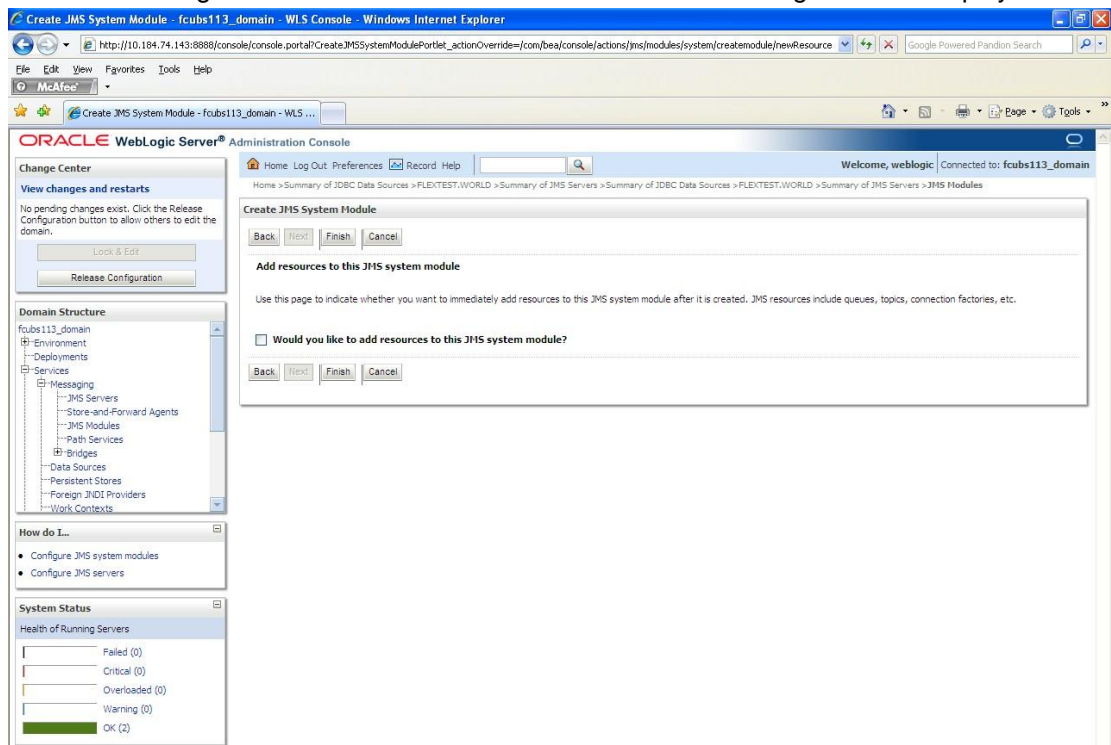 Create JMS System Module - fcubs113_domain - WLS Console - Windows Internet Explorer
http://10.184.74.143:8888/console/console.portal?CreateJMSSystemModulePortlet_actionOverride=/com/bea/console/actions/jms/modules/system/createmodule/newResource
Google Powered Pandion Search
File Edit View Favorites Tools Help
McAfee
Create JMS System Module - fcubs113_domain - WLS ...
Page Tools
ORACLE WebLogic Server® Administration Console
Change Center
View changes and restarts
No pending changes exist. Click the Release
Configuration button to allow others to edit the
domain.
Lock & Edit
Release Configuration
Domain Structure
fcubs113_domain
Environment
Deployments
Services
Messaging
JMS Servers
Store-and-Forward Agents
JMS Modules
Path Services
Bridges
Data Sources
Persistent Stores
Foreign JNDI Providers
Work Contexts
How do I...
Configure JMS system modules
Configure JMS servers
System Status
Health of Running Servers
Failed (0)
Critical (0)
Overloaded (0)
Warning (0)
OK (2)
Home Log Out Preferences Record Help
Welcome, weblogic Connected to: fcubs113_domain
Home >Summary of JDBC Data Sources >FLEXTEST.WORLD >Summary of JMS Servers >Summary of JDBC Data Sources >FLEXTEST.WORLD >Summary of JMS Servers >JMS Modules
Create JMS System Module
Back Next Finish Cancel
Add resources to this JMS system module
Use this page to indicate whether you want to immediately add resources to this JMS system module after it is created. JMS resources include queues, topics, connection factories, etc.
Would you like to add resources to this JMS system module?
Back Next Finish Cancel